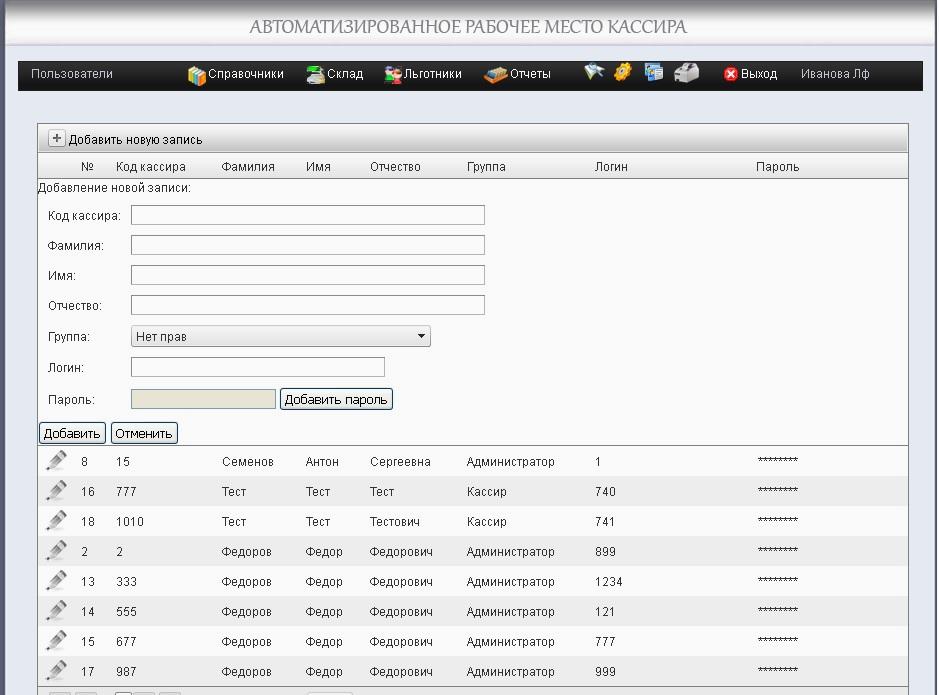 АВТОМАТИЗИРОВАННОЕ РАБОЧЕЕ МЕСТО КАССИРА
Пользователи Справочники Склад Льготники Отчеты Выход Иванова Лф
Добавить новую запись
№ Код кассира Фамилия Имя Отчество Группа Логин Пароль
Добавление новой записи:
Код кассира:
Фамилия:
Имя:
Отчество:
Группа: Нет прав
Логин:
Пароль: Добавить пароль
Добавить Отменить
8 15 Семенов Антон Сергеевна Администратор 1 ********
16 777 Тест Тест Тест Кассир 740 ********
18 1010 Тест Тест Тестович Кассир 741 ********
2 2 Федоров Федор Федорович Администратор 899 ********
13 333 Федоров Федор Федорович Администратор 1234 ********
14 555 Федоров Федор Федорович Администратор 121 ********
15 677 Федоров Федор Федорович Администратор 777 ********
17 987 Федоров Федор Федорович Администратор 999 ********